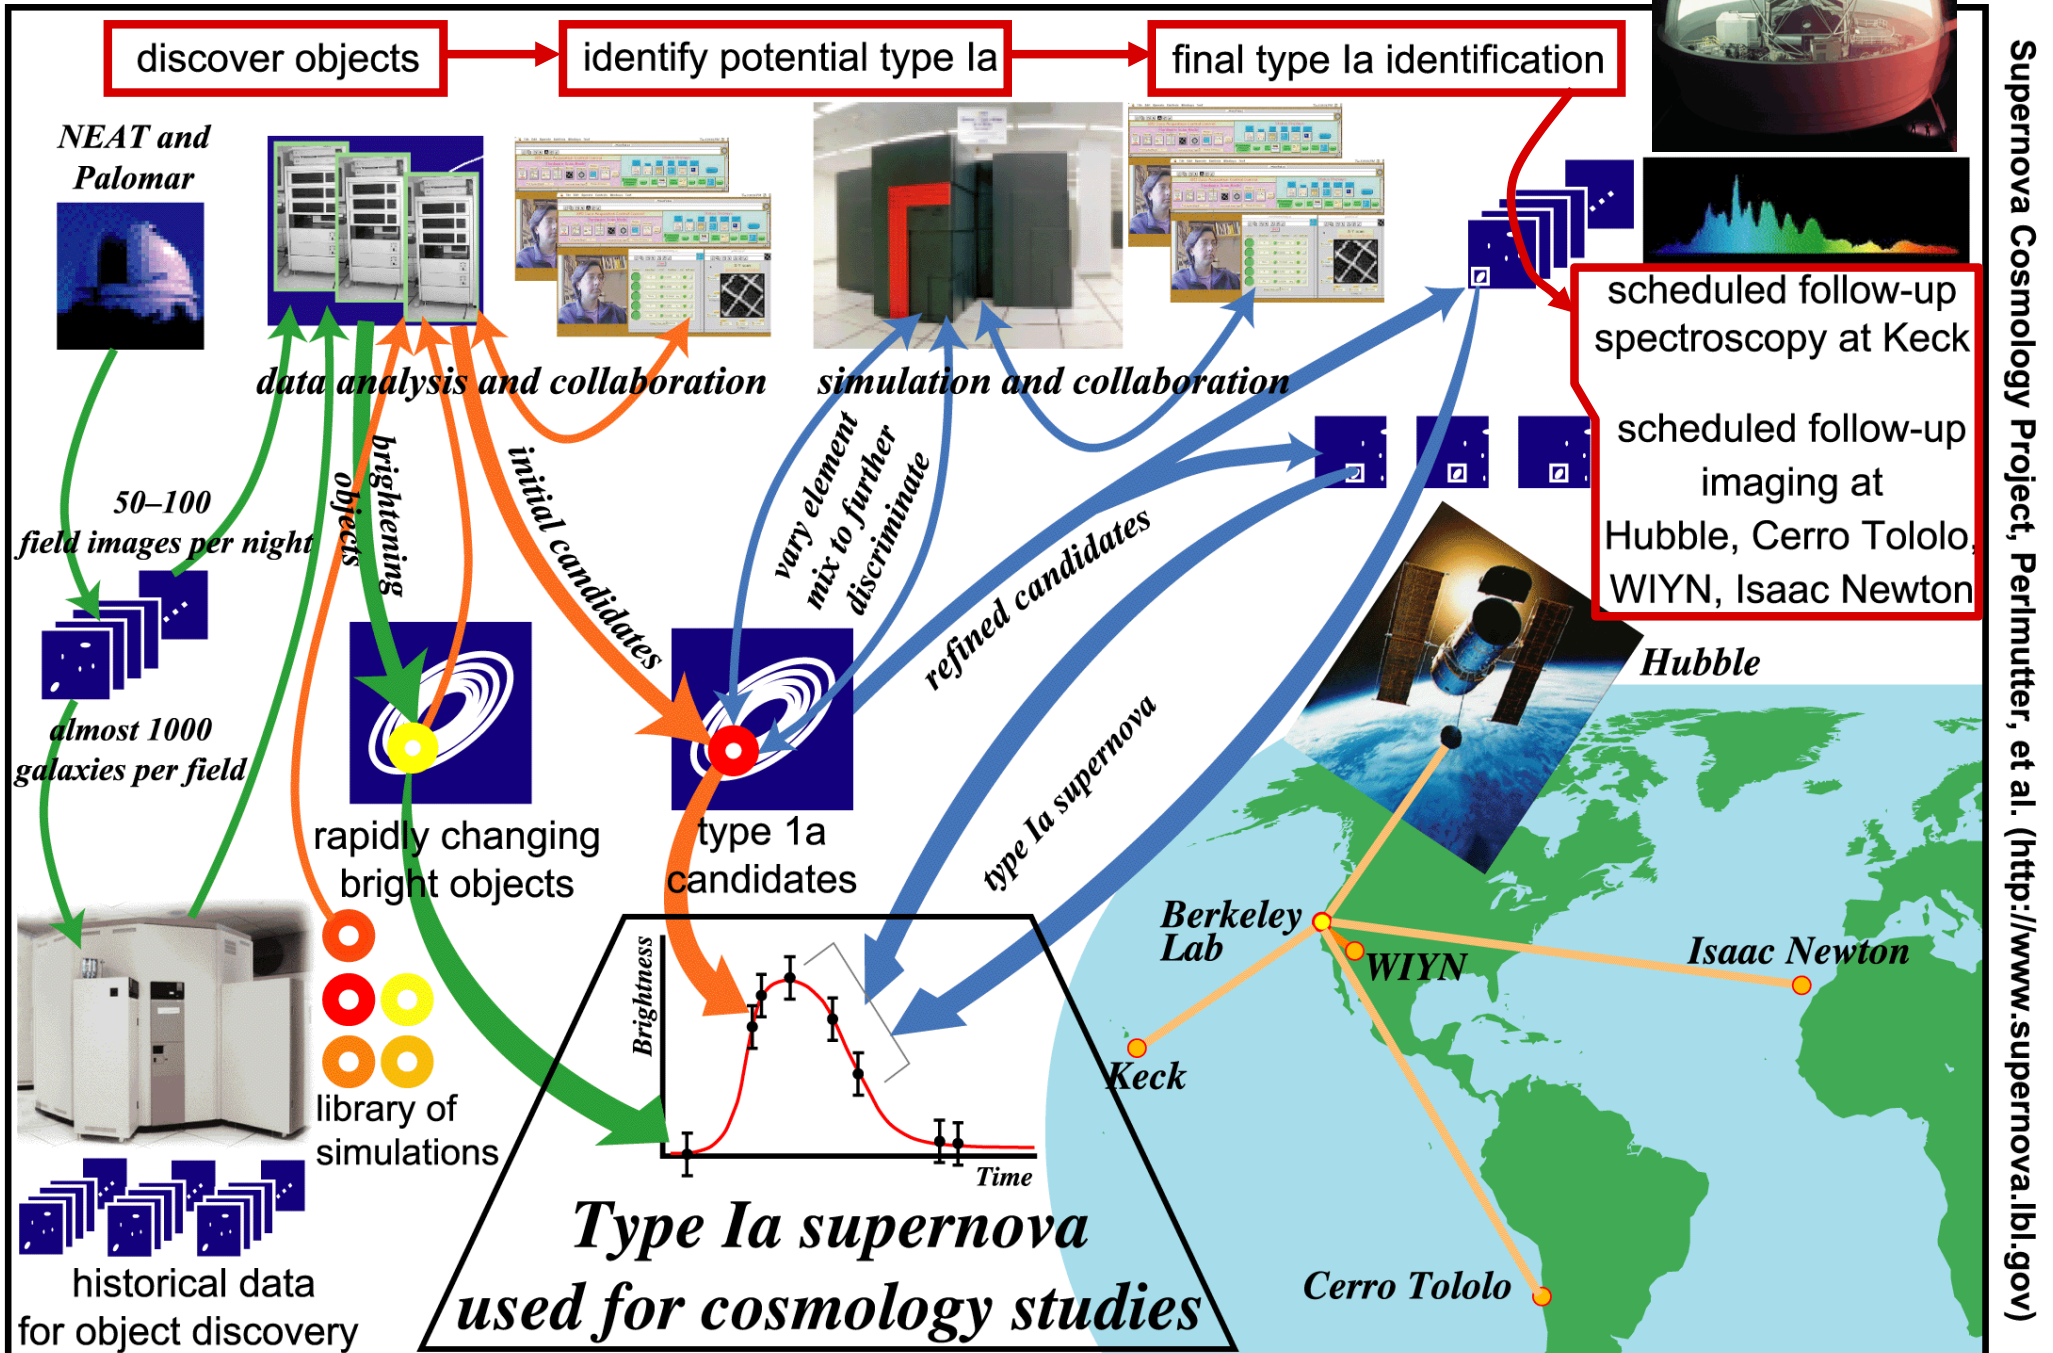 discover objects
identify potential type Ia
final type Ia identification
NEAT and
Palomar
data analysis and collaboration
simulation and collaboration
scheduled follow-up
spectroscopy at Keck
scheduled follow-up
imaging at
Hubble, Cerro Tololo,
WIYN, Isaac Newton
50–100
field images per night
brightening
objects
initial candidates
vary element
mix to further
discriminate
refined candidates
type Ia supernova
almost 1000
galaxies per field
rapidly changing
bright objects
type 1a
candidates
Hubble
Berkeley
Lab
WIYN
Isaac Newton
Keck
Cerro Tololo
library of
simulations
historical data
for object discovery
Brightness
Time
Type Ia supernova
used for cosmology studies
Supernova Cosmology Project, Perlmutter, et al. (http://www.supernova.lbl.gov)